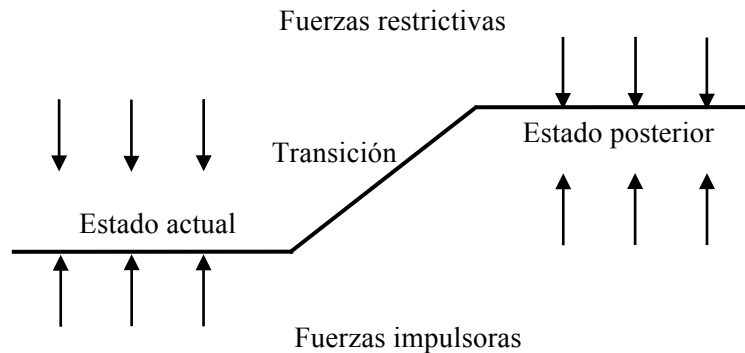 Fuerzas restrictivas
Estado posterior
Transición
Estado actual
Fuerzas impulsoras